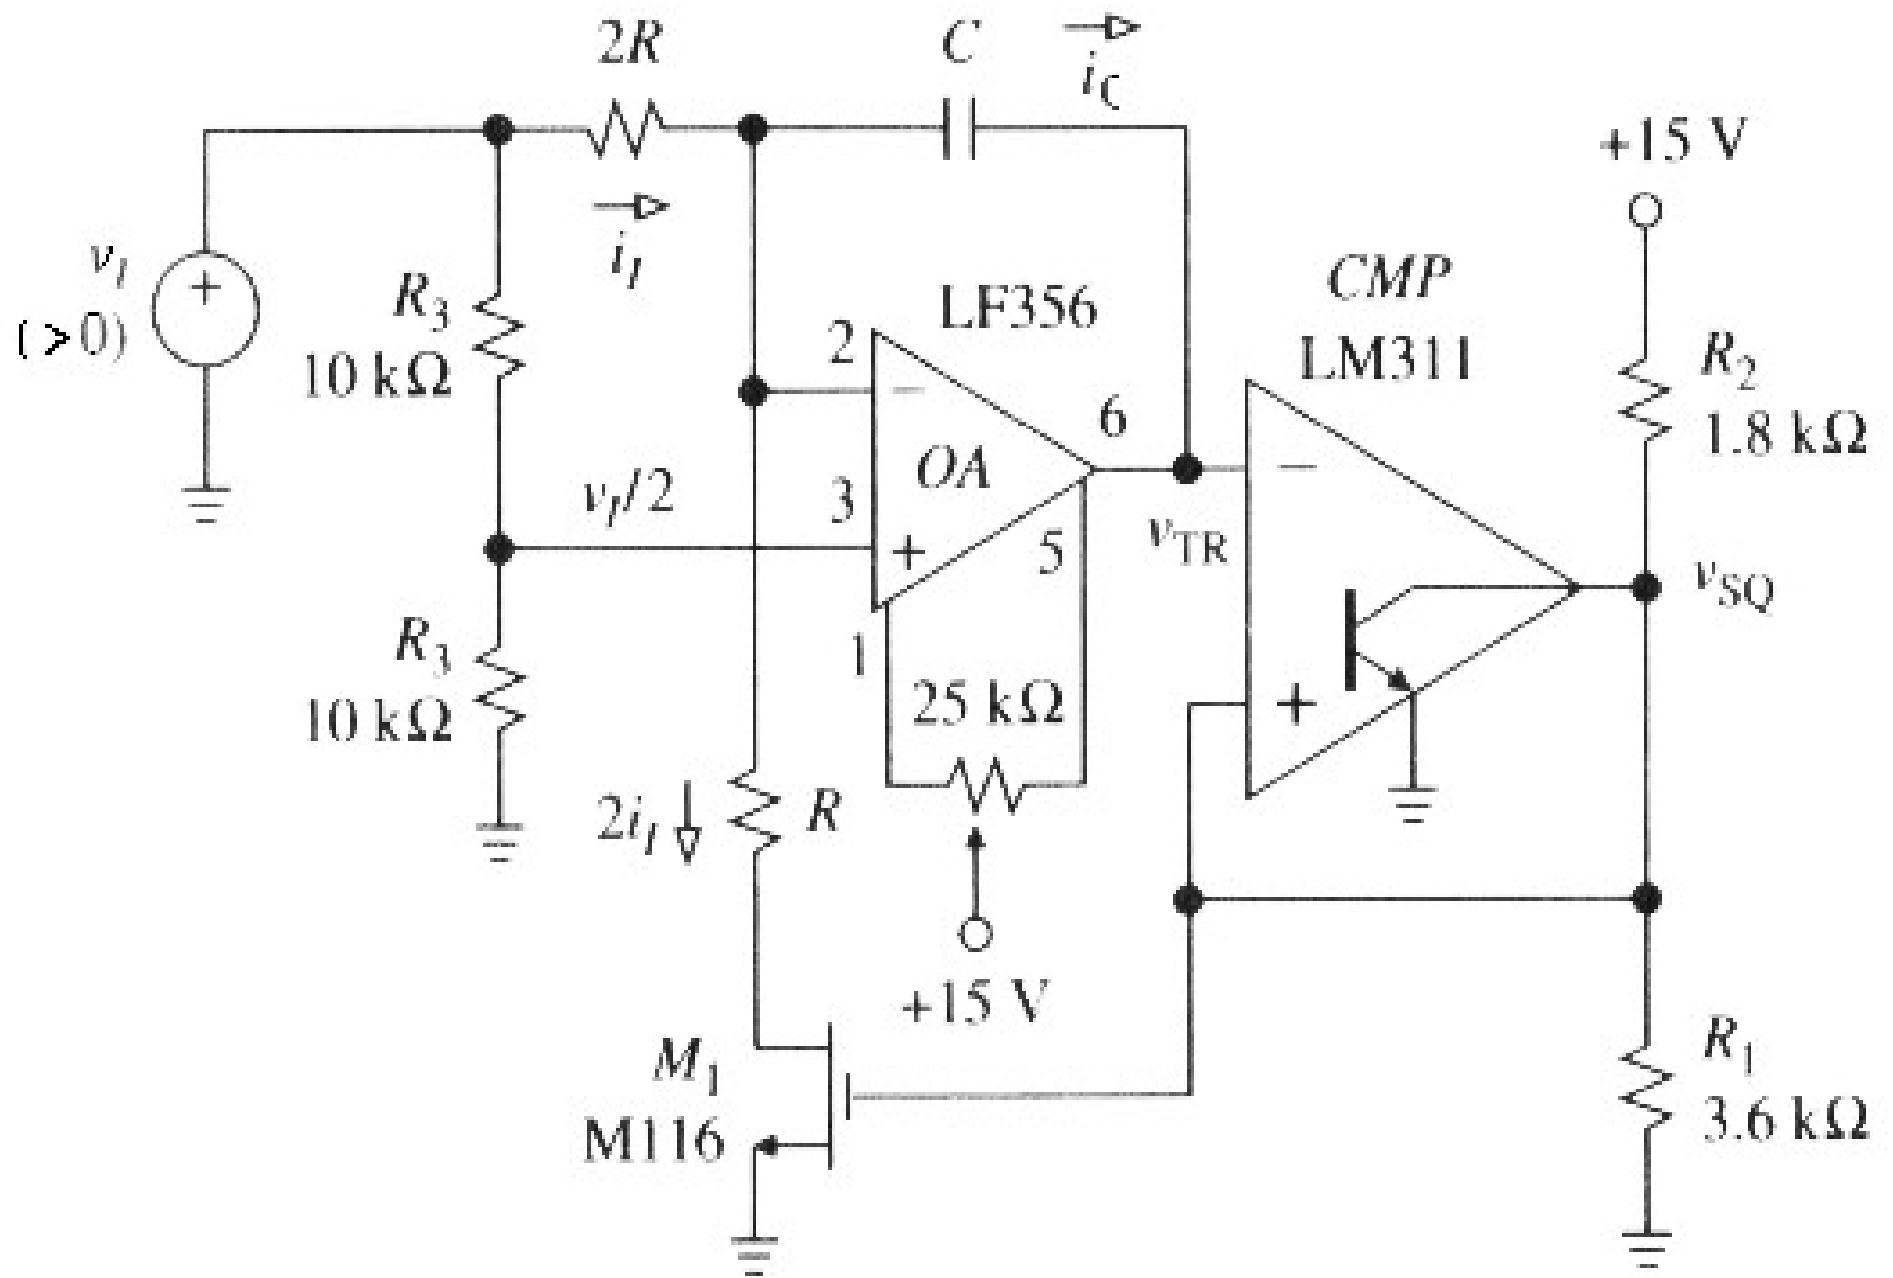 2R
C
i_C
+15 V
v_I
(>0)
i_I
R_3
10 kΩ
LF356
CMP
LM311
R_2
1.8 kΩ
2
−
6
OA
v_I/2
3
+
5
−
v_TR
v_SQ
1
R_3
10 kΩ
25 kΩ
+
2i_I
R
+15 V
M_1
M116
R_1
3.6 kΩ
+